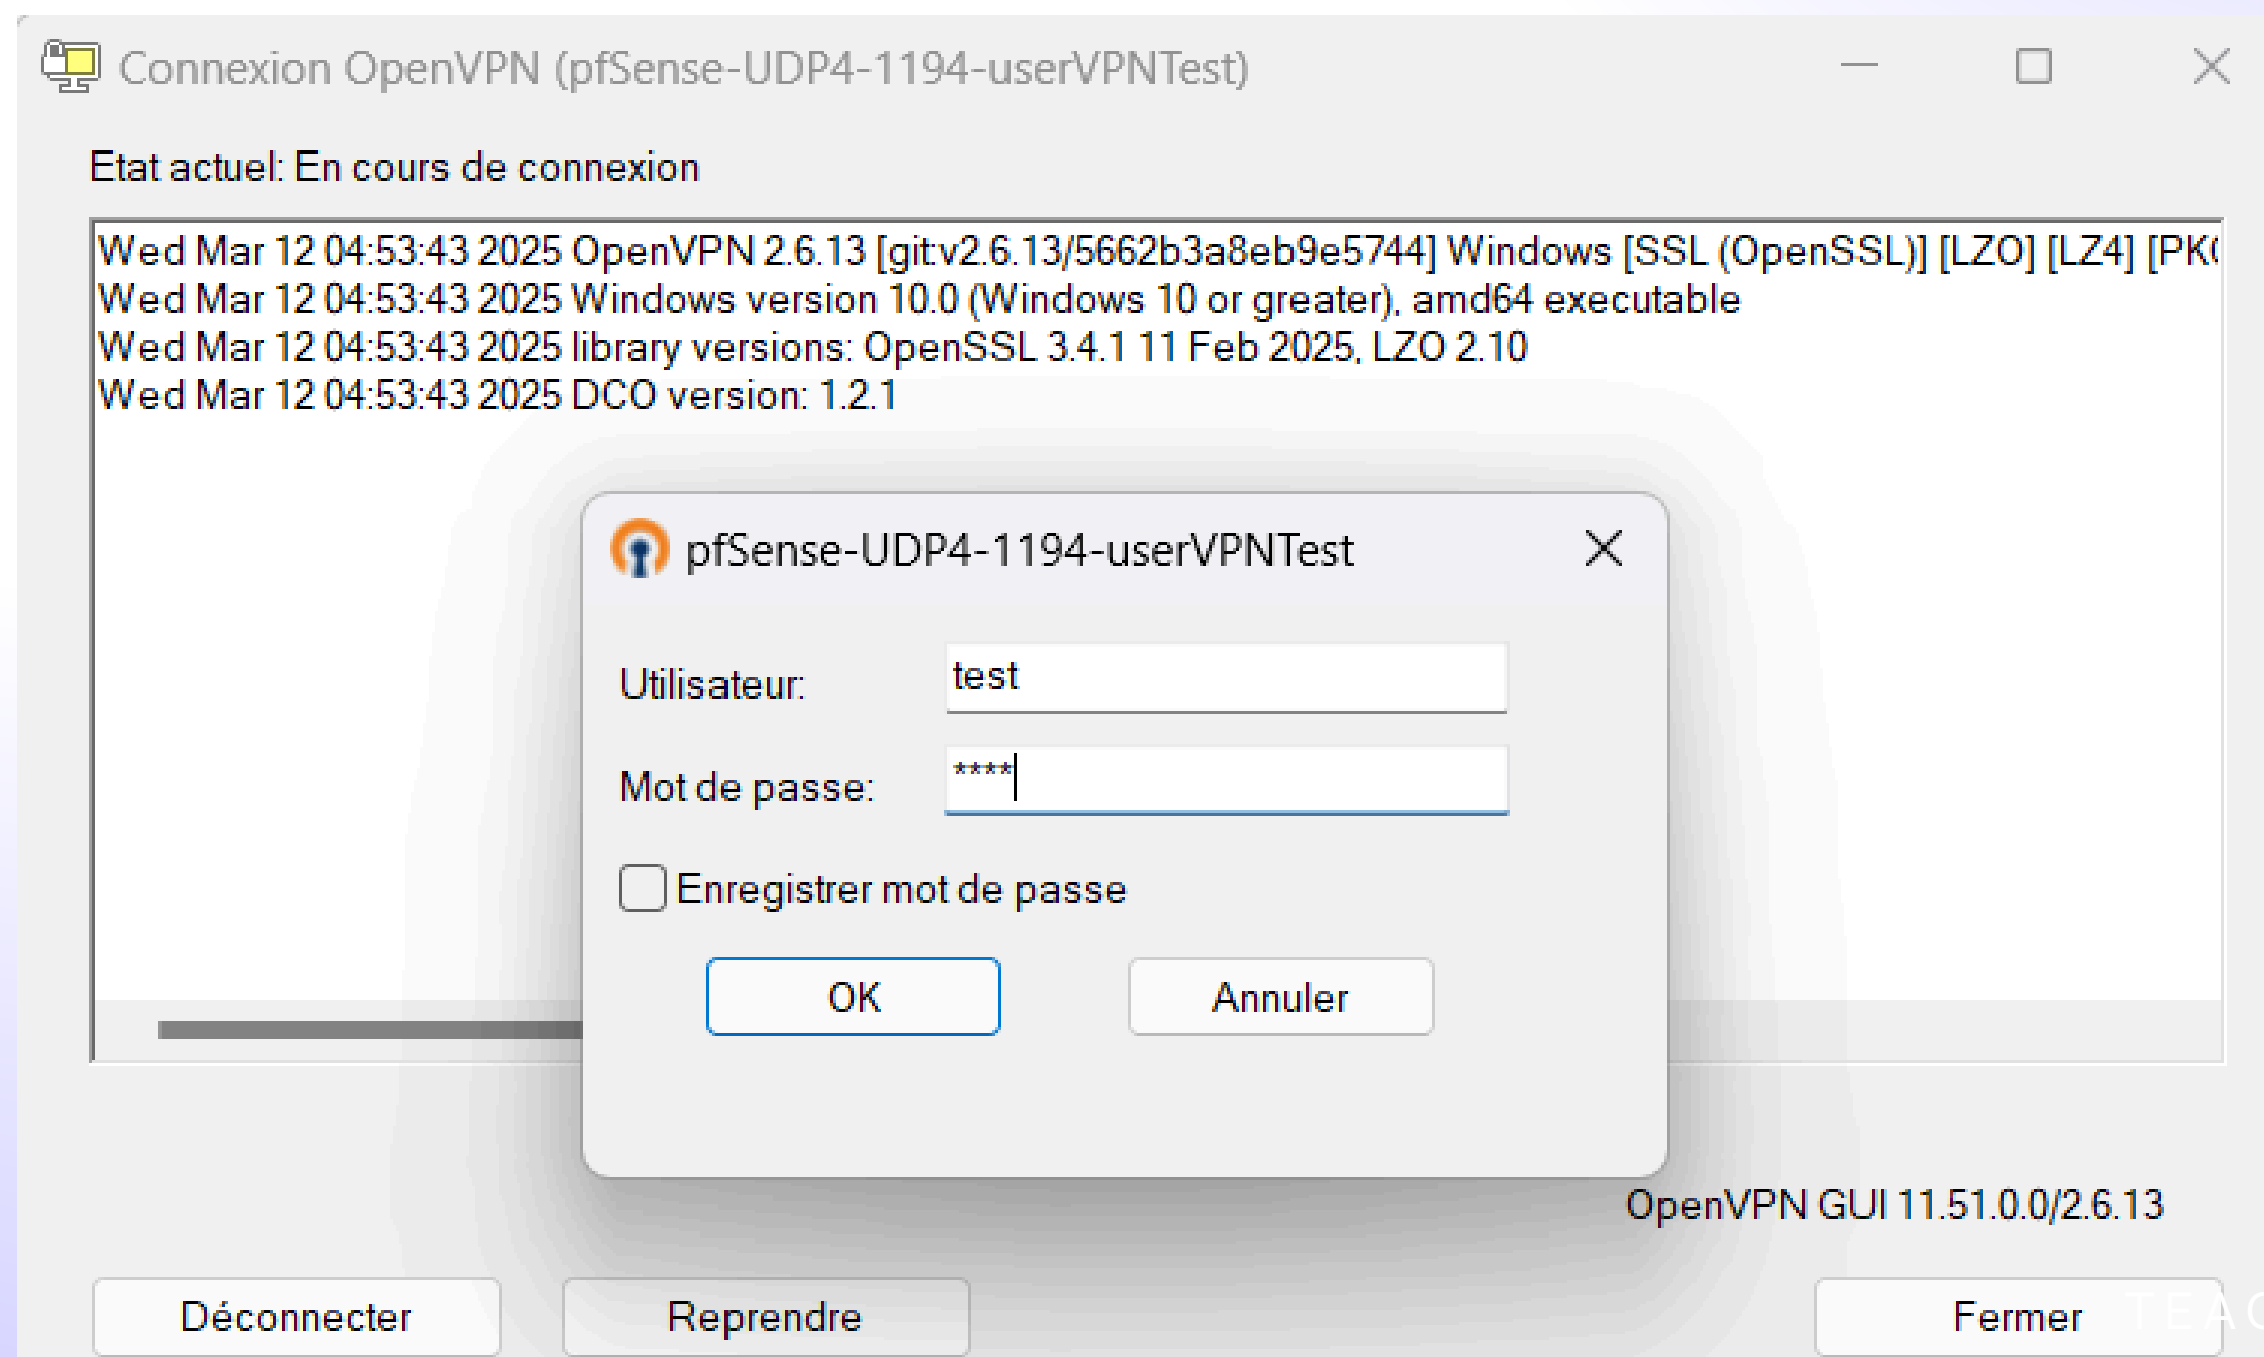 Connexion OpenVPN (pfSense-UDP4-1194-userVPNTest)
Etat actuel: En cours de connexion
Wed Mar 12 04:53:43 2025 OpenVPN 2.6.13 [git:v2.6.13/5662b3a8eb9e5744] Windows [SSL (OpenSSL)] [LZO] [LZ4]
Wed Mar 12 04:53:43 2025 Windows version 10.0 (Windows 10 or greater), amd64 executable
Wed Mar 12 04:53:43 2025 library versions: OpenSSL 3.4.1 11 Feb 2025, LZO 2.10
Wed Mar 12 04:53:43 2025 DCO version: 1.2.1
pfSense-UDP4-1194-userVPNTest
Utilisateur: test
Mot de passe: ****
Enregistrer mot de passe
OK Annuler
OpenVPN GUI 11.51.0.0/2.6.13
Déconnecter Reprendre Fermer